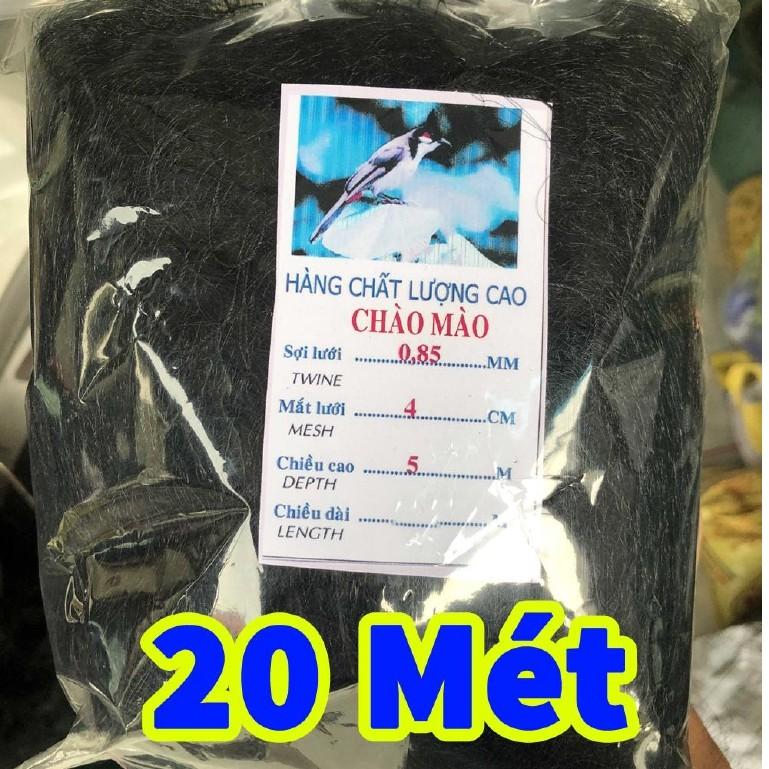 HÀNG CHẤT LƯỢNG CAO
CHÀO MÀO
Sợi lưới ........ 0,85 ........ MM
TWINE
Mắt lưới ........ 4 ........ CM
MESH
Chiều cao ........ 5 ........ M
DEPTH
Chiều dài ........
LENGTH
20 Mét